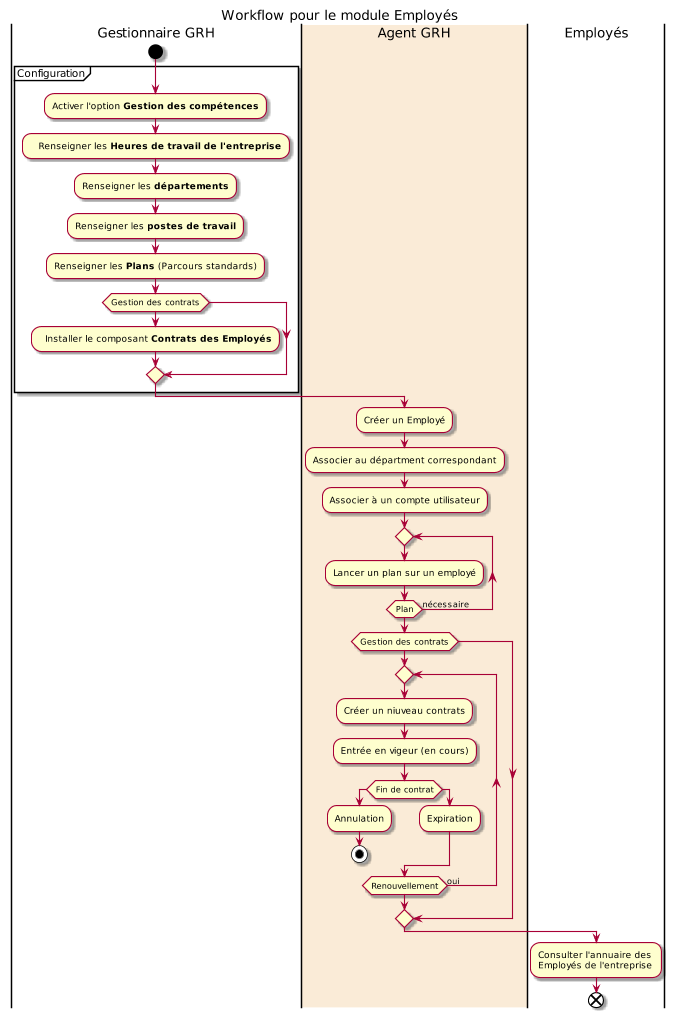 Workflow pour le module Employés
Gestionnaire GRH
Agent GRH
Employés
Configuration
Activer l'option Gestion des compétences
Renseigner les Heures de travail de l'entreprise
Renseigner les départements
Renseigner les postes de travail
Renseigner les Plans (Parcours standards)
Gestion des contrats
Installer le composant Contrats des Employés
Créer un Employé
Associer au départment correspondant
Associer à un compte utilisateur
Lancer un plan sur un employé
Plan
nécessaire
Gestion des contrats
Créer un niuveau contrats
Entrée en vigeur (en cours)
Fin de contrat
Annulation
Expiration
Renouvellement
oui
Consulter l'annuaire des
Employés de l'entreprise